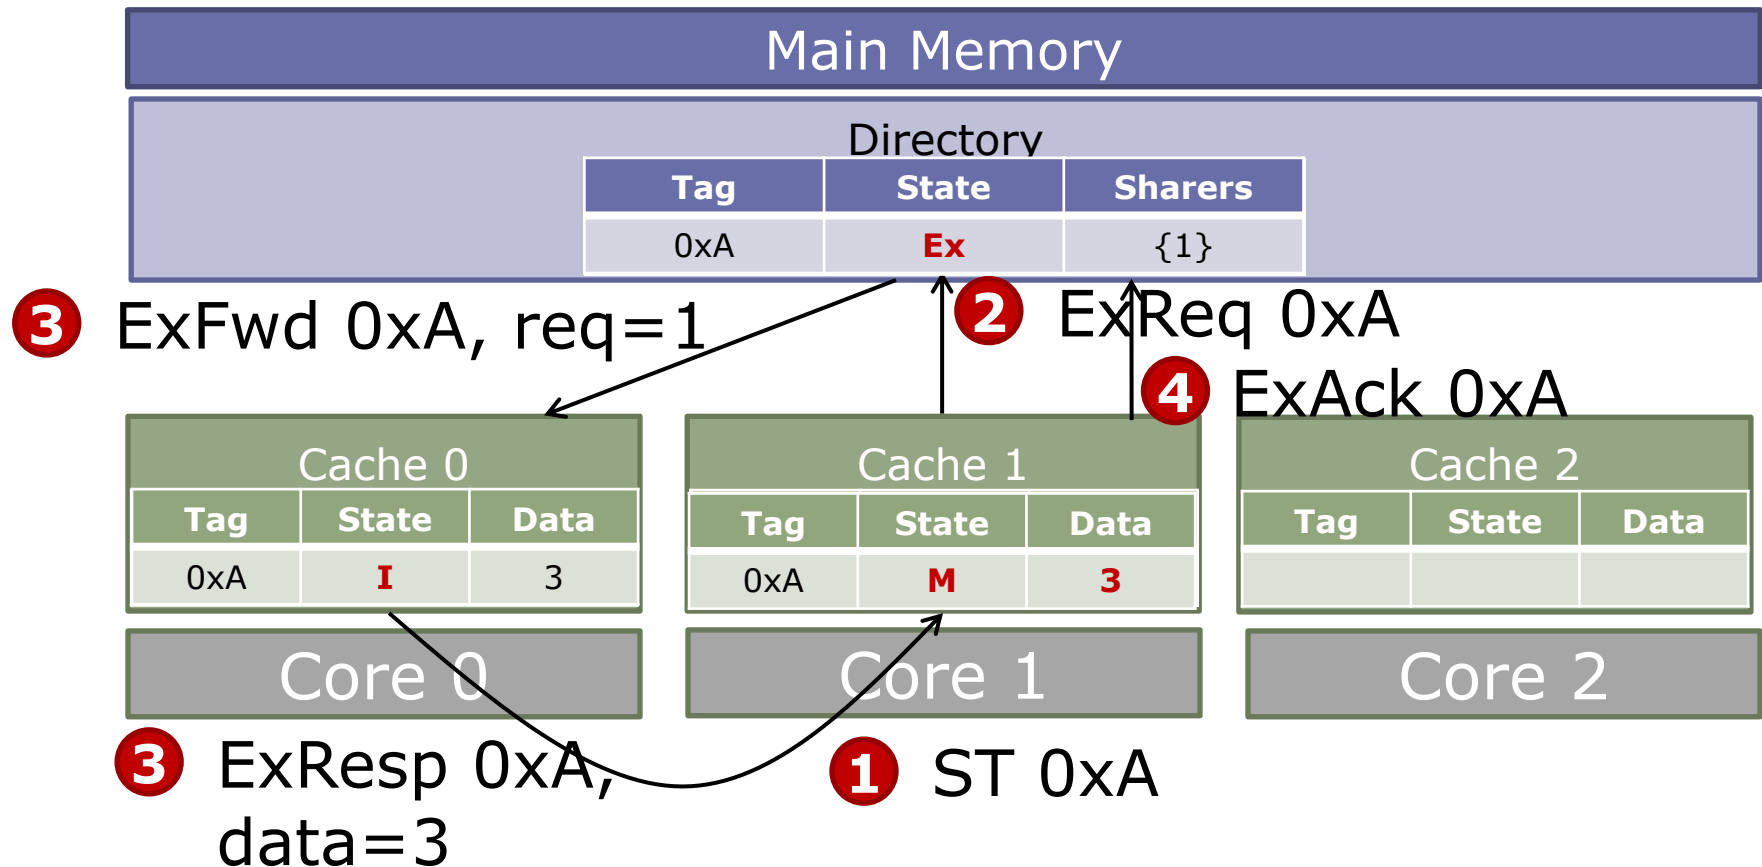 Main Memory
Directory
Tag State Sharers
0xA Ex {1}
3 ExFwd 0xA, req=1
2 ExReq 0xA
4 ExAck 0xA
Cache 0
Tag State Data
0xA I 3
Cache 1
Tag State Data
0xA M 3
Cache 2
Tag State Data
Core 0
Core 1
Core 2
3 ExResp 0xA,
data=3
1 ST 0xA